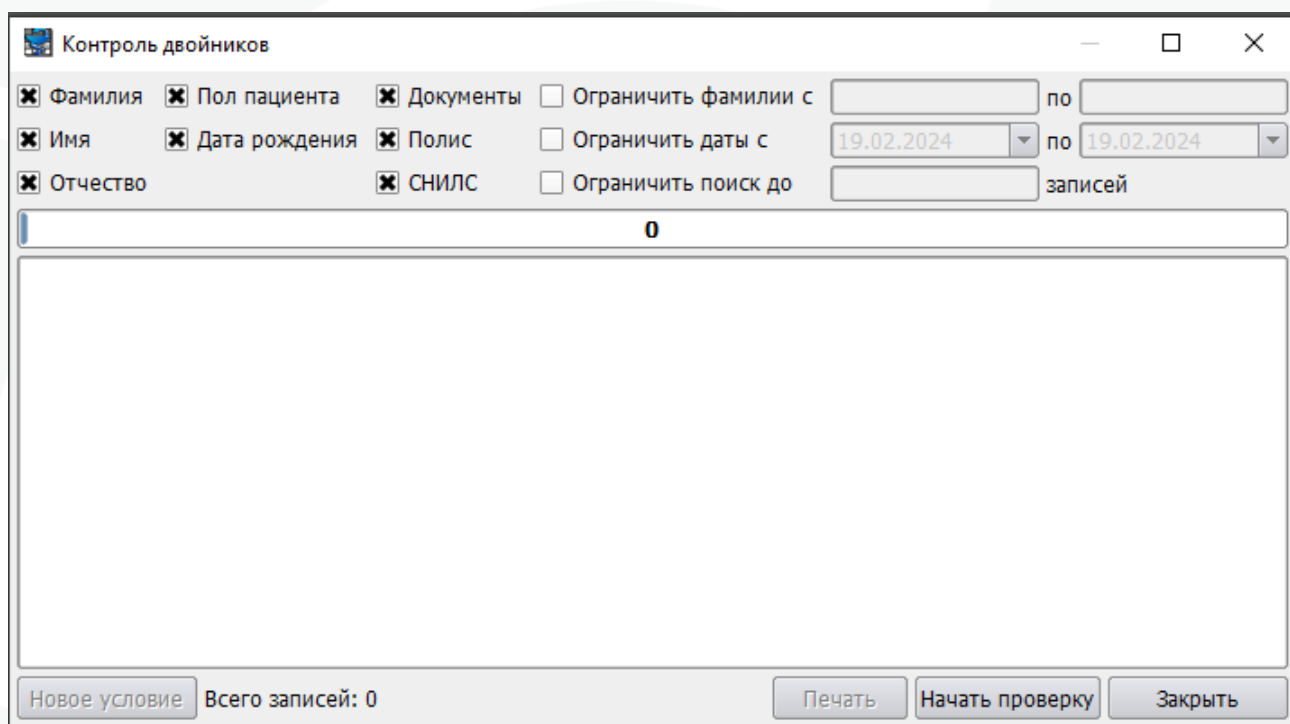 Контроль двойников
Фамилия Пол пациента Документы Ограничить фамилии с по
Имя Дата рождения Полис Ограничить даты с 19.02.2024 по 19.02.2024
Отчество СНИЛС Ограничить поиск до записей
0
Новое условие Всего записей: 0 Печать Начать проверку Закрыть